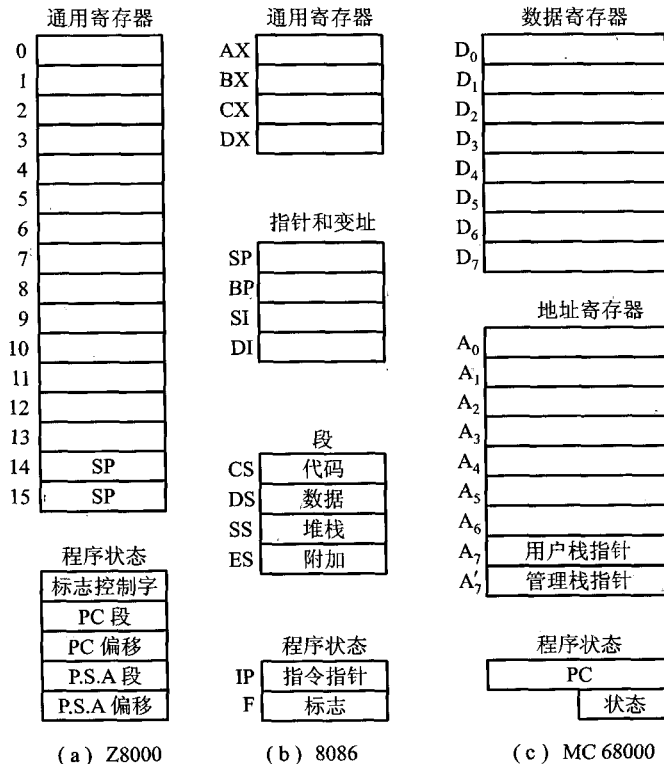 通用寄存器
0
1
2
3
4
5
6
7
8
9
10
11
12
13
14 SP
15 SP
程序状态
标志控制字
PC 段
PC 偏移
P.S.A 段
P.S.A 偏移
(a) Z8000
通用寄存器
AX
BX
CX
DX
指针和变址
SP
BP
SI
DI
段
CS 代码
DS 数据
SS 堆栈
ES 附加
程序状态
IP 指令指针
F 标志
(b) 8086
数据寄存器
D₀
D₁
D₂
D₃
D₄
D₅
D₆
D₇
地址寄存器
A₀
A₁
A₂
A₃
A₄
A₅
A₆
A₇ 用户栈指针
A₇′ 管理栈指针
程序状态
PC
状态
(c) MC 68000